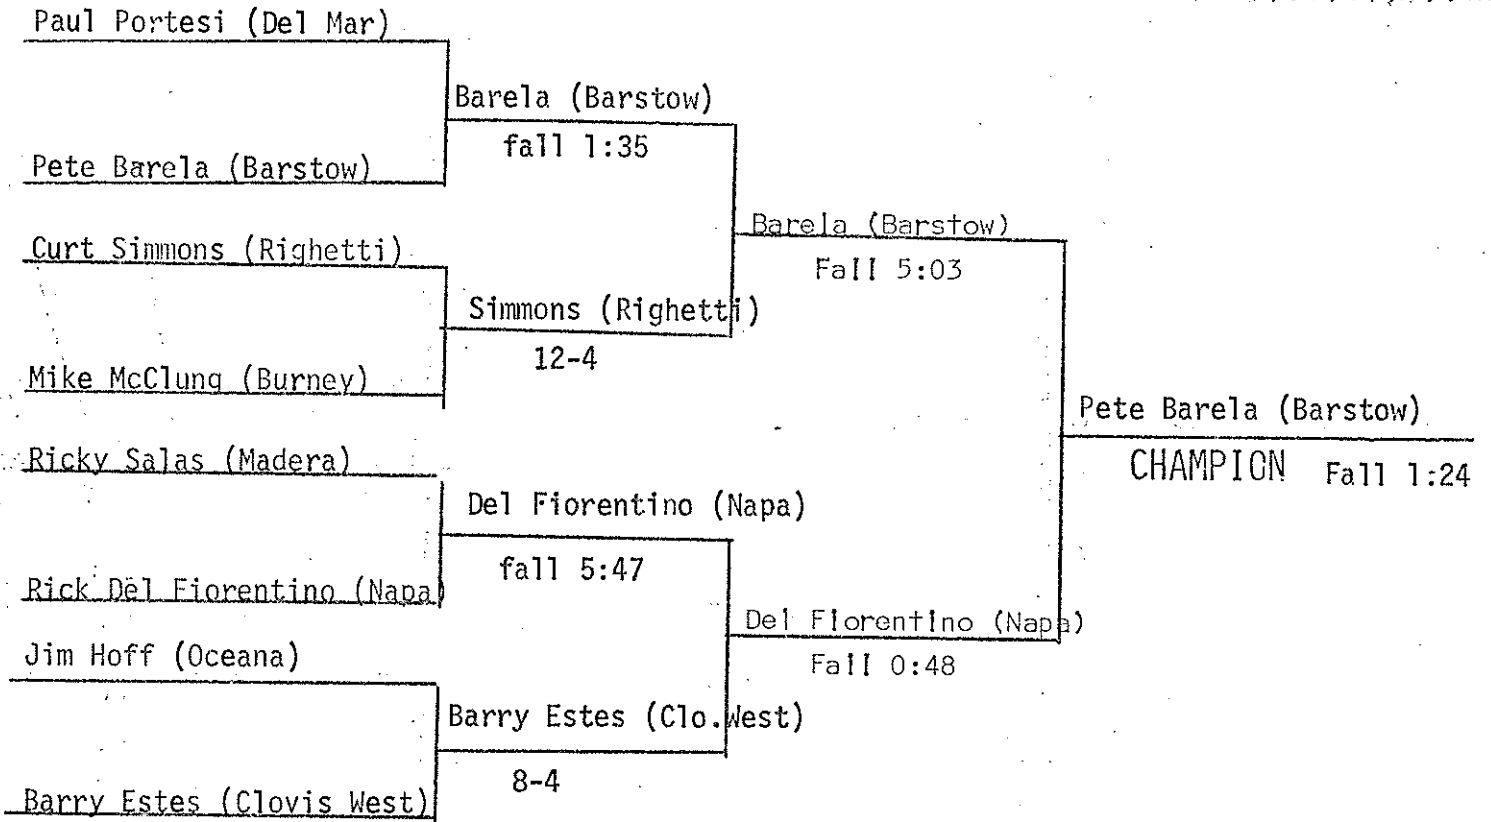 Paul Portesi (Del Mar)
Barela (Barstow)
fall 1:35
Pete Barela (Barstow)
Barela (Barstow)
Fall 5:03
Curt Simmons (Righetti)
Simmons (Righetti)
12-4
Mike McClung (Burney)
Pete Barela (Barstow)
CHAMPION Fall 1:24
Ricky Salas (Madera)
Del Fiorentino (Napa)
fall 5:47
Rick Del Fiorentino (Napa)
Del Fiorentino (Napa)
Fall 0:48
Jim Hoff (Oceana)
Barry Estes (Clo.West)
8-4
Barry Estes (Clovis West)